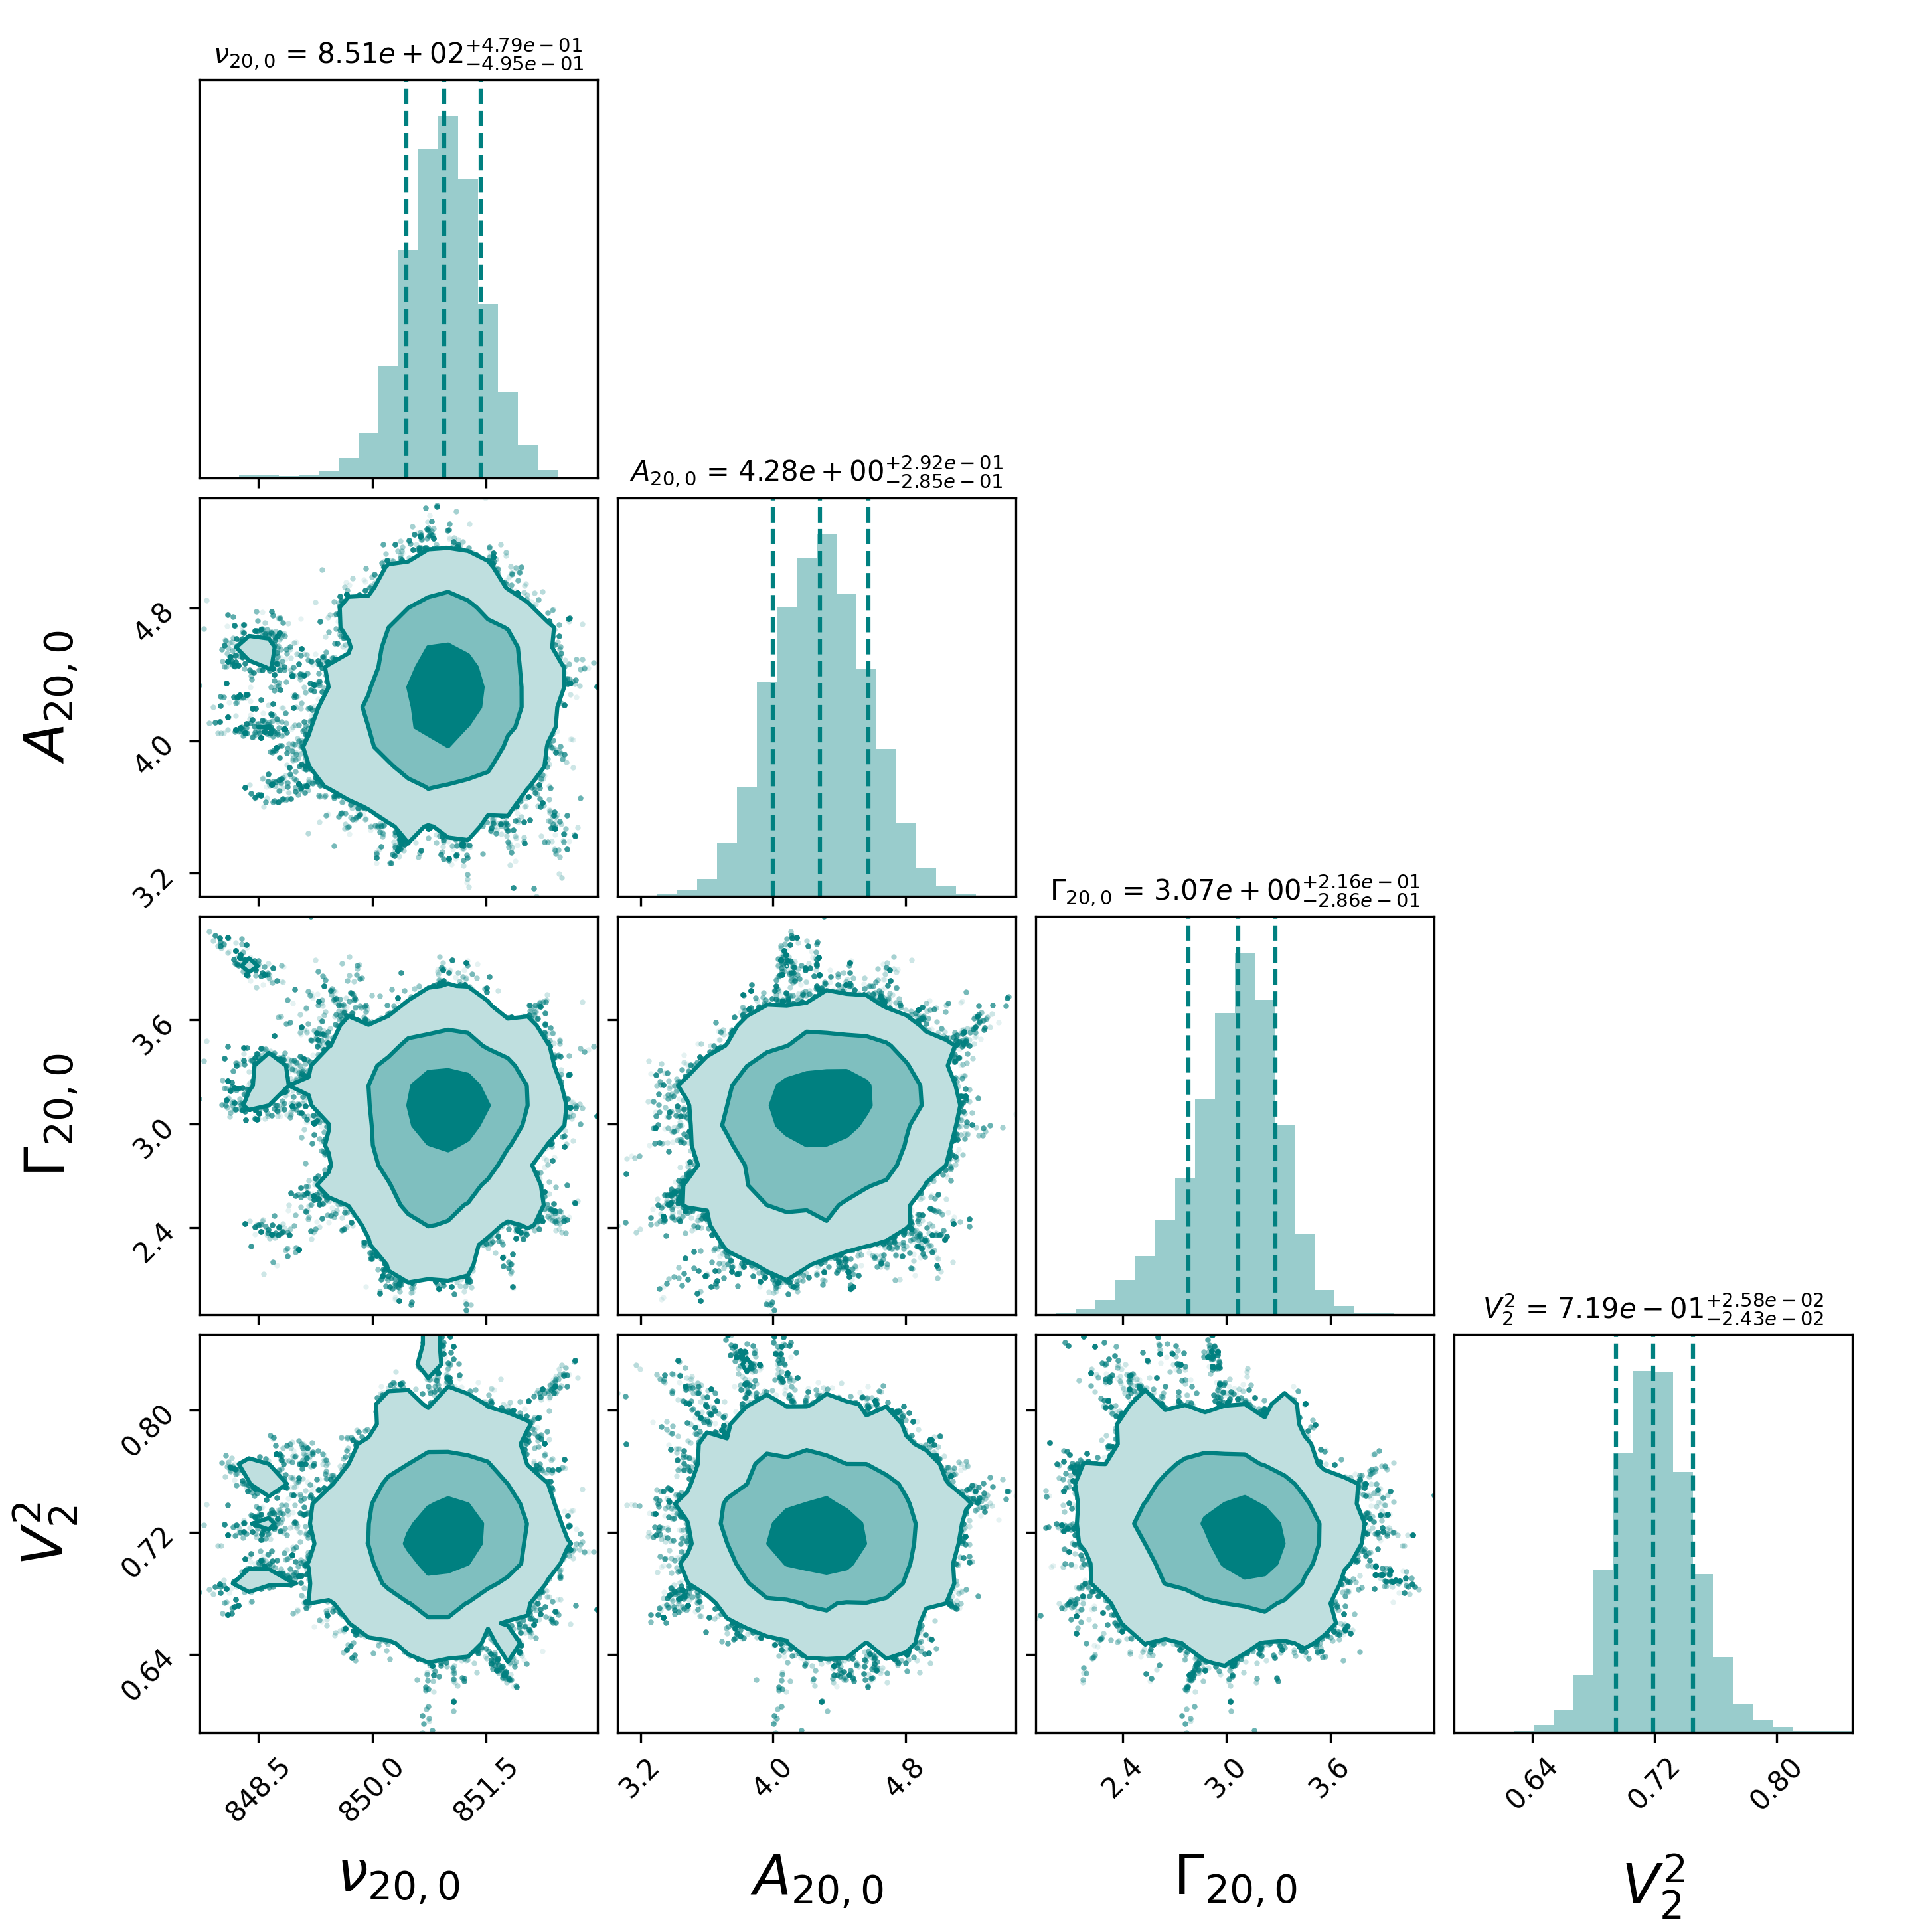 ν₂₀,₀ = 8.51e + 02 +4.79e − 01 −4.95e − 01
A₂₀,₀ = 4.28e + 00 +2.92e − 01 −2.85e − 01
A₂₀,₀
4.8
4.0
3.2
Γ₂₀,₀ = 3.07e + 00 +2.16e − 01 −2.86e − 01
Γ₂₀,₀
3.6
3.0
2.4
V₂² = 7.19e − 01 +2.58e − 02 −2.43e − 02
V₂²
0.80
0.72
0.64
848.5 850.0 851.5 3.2 4.0 4.8 2.4 3.0 3.6 0.64 0.72 0.80
ν₂₀,₀ A₂₀,₀ Γ₂₀,₀ V₂²